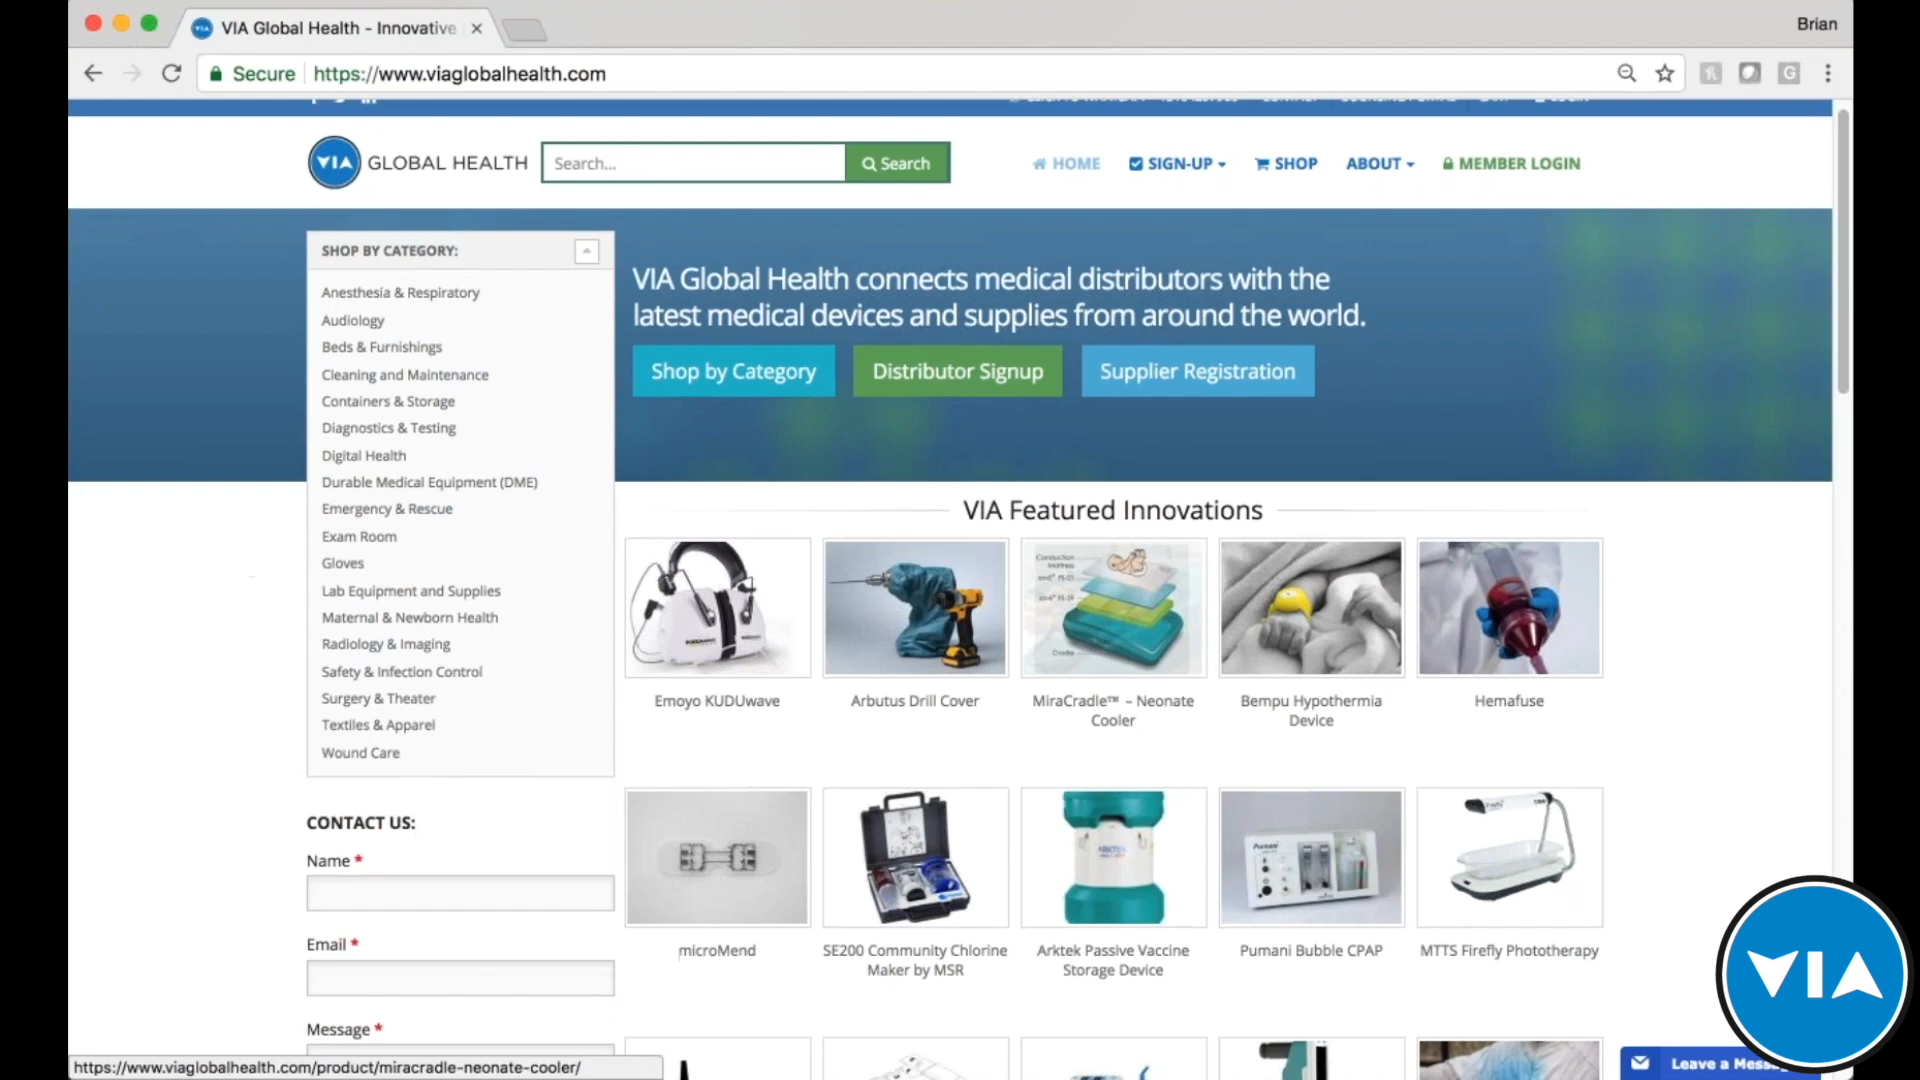 VIA Global Health - Innovative
Brian
Secure
https://www.viaglobalhealth.com
VIA GLOBAL HEALTH
Search...
Search
HOME
SIGN-UP
SHOP
ABOUT
MEMBER LOGIN
SHOP BY CATEGORY:
Anesthesia & Respiratory
Audiology
Beds & Furnishings
Cleaning and Maintenance
Containers & Storage
Diagnostics & Testing
Digital Health
Durable Medical Equipment (DME)
Emergency & Rescue
Exam Room
Gloves
Lab Equipment and Supplies
Maternal & Newborn Health
Radiology & Imaging
Safety & Infection Control
Surgery & Theater
Textiles & Apparel
Wound Care
CONTACT US:
Name *
Email *
Message *
VIA Global Health connects medical distributors with the
latest medical devices and supplies from around the world.
Shop by Category
Distributor Signup
Supplier Registration
VIA Featured Innovations
Conduction
Mattress
Cradle
Emoyo KUDUwave
Arbutus Drill Cover
MiraCradle™ – Neonate
Cooler
Bempu Hypothermia
Device
Hemafuse
ARKTEK
Pumani
microMend
SE200 Community Chlorine
Maker by MSR
Arktek Passive Vaccine
Storage Device
Pumani Bubble CPAP
MTTS Firefly Phototherapy
https://www.viaglobalhealth.com/product/miracradle-neonate-cooler/
Leave a Mess
VIA